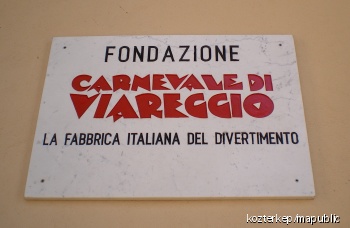 FONDAZIONE
CARNEVALE DI
VIAREGGIO
LA FABBRICA ITALIANA DEL DIVERTIMENTO
kozterkep/mapublic